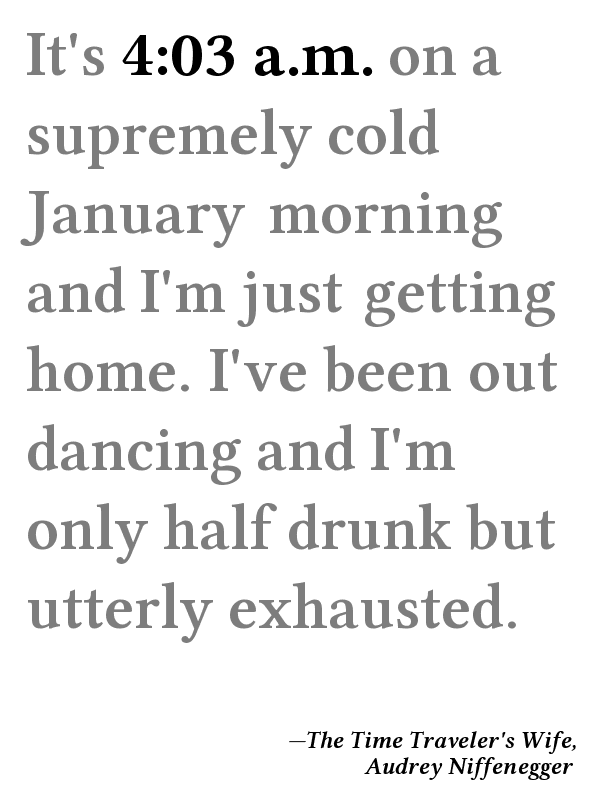 It's 4:03 a.m. on a
supremely cold
January morning
and I'm just getting
home. I've been out
dancing and I'm
only half drunk but
utterly exhausted.
—The Time Traveler's Wife,
Audrey Niffenegger